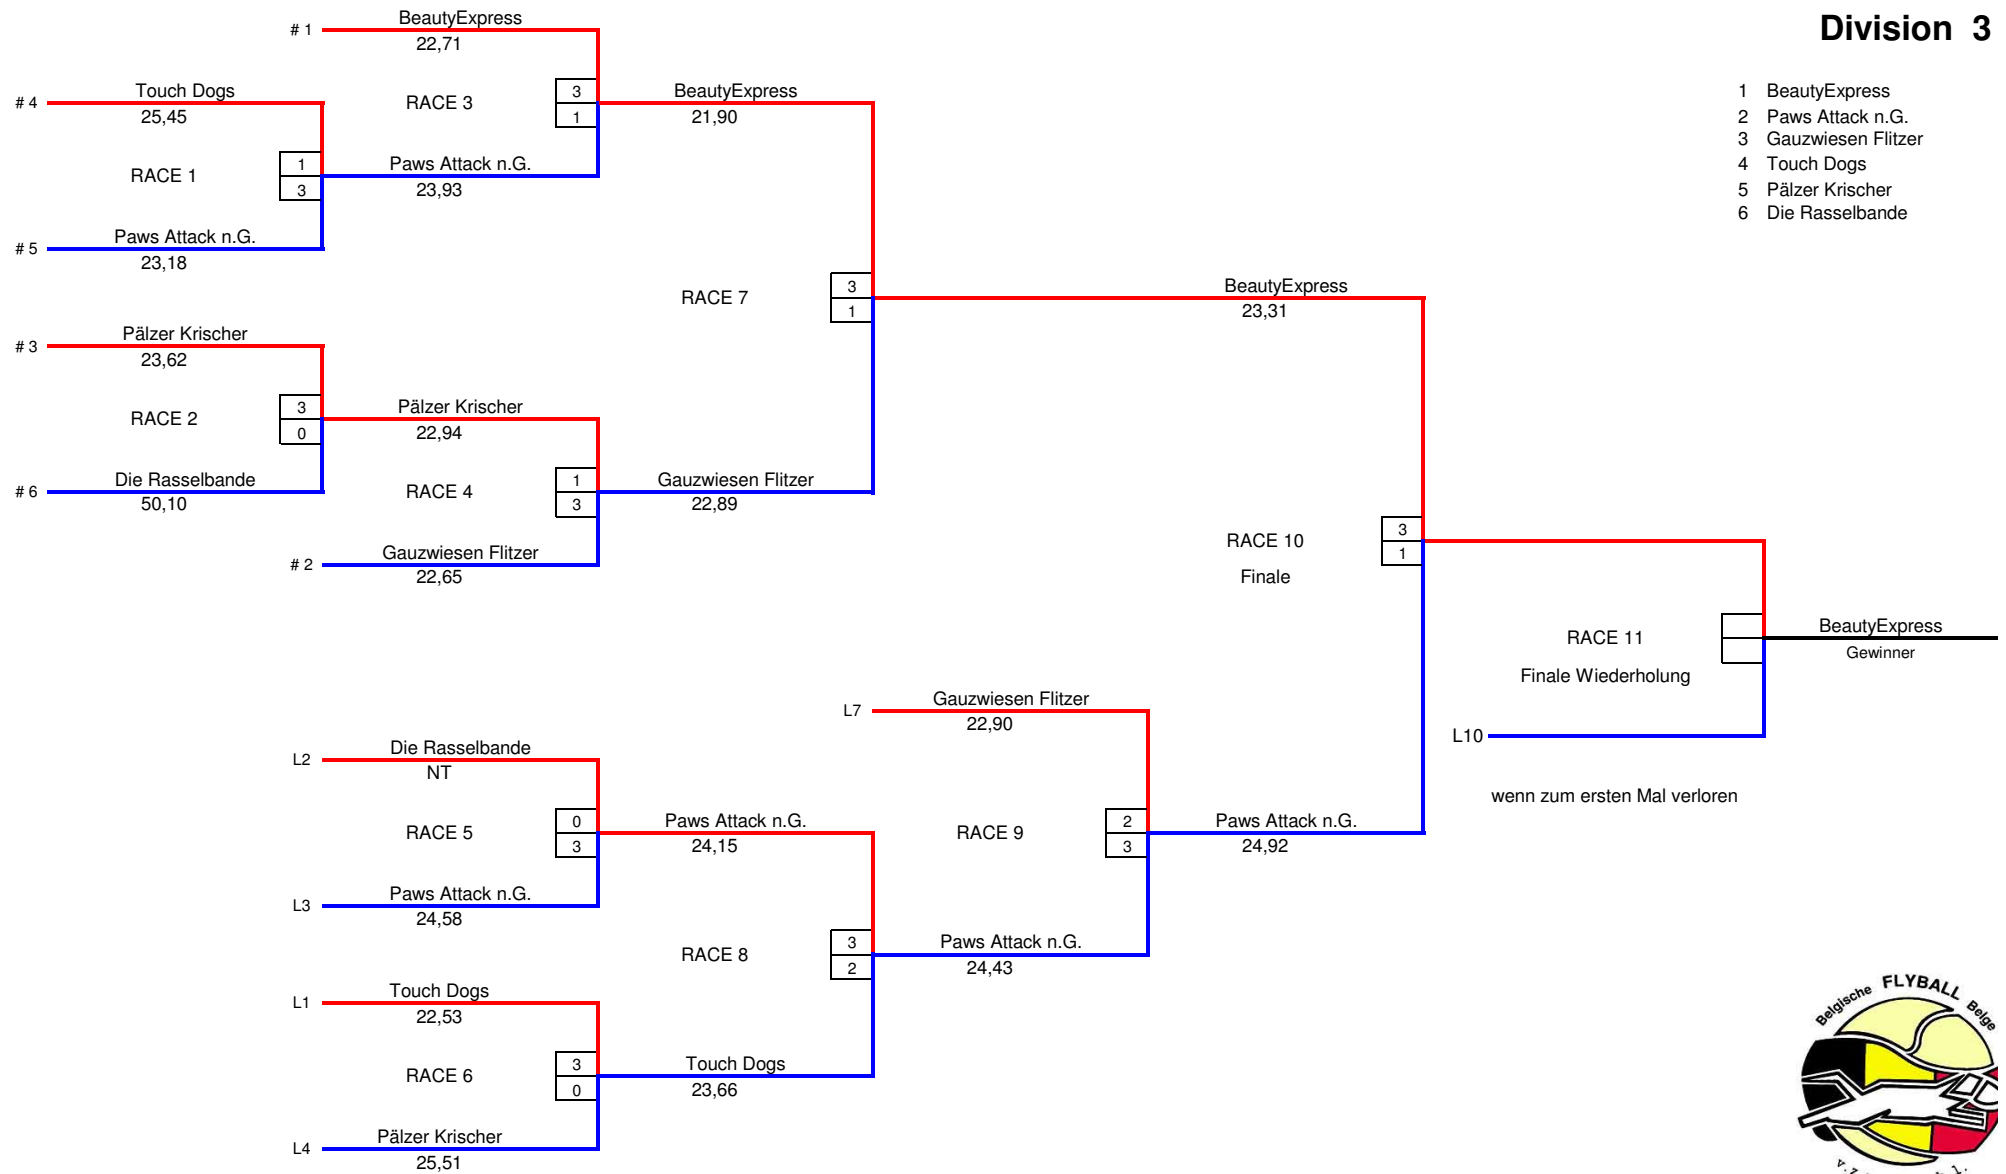 Division 3
1 BeautyExpress
2 Paws Attack n.G.
3 Gauzwiesen Flitzer
4 Touch Dogs
5 Pälzer Krischer
6 Die Rasselbande
# 1 BeautyExpress
22,71
# 4 Touch Dogs
25,45
RACE 1
1
3
# 5 Paws Attack n.G.
23,18
RACE 3
3
1
Paws Attack n.G.
23,93
BeautyExpress
21,90
# 3 Pälzer Krischer
23,62
RACE 2
3
0
# 6 Die Rasselbande
50,10
Pälzer Krischer
22,94
RACE 4
1
3
# 2 Gauzwiesen Flitzer
22,65
Gauzwiesen Flitzer
22,89
RACE 7
3
1
BeautyExpress
23,31
RACE 10
Finale
3
1
RACE 11
Finale Wiederholung
BeautyExpress
Gewinner
L10
wenn zum ersten Mal verloren
L7 Gauzwiesen Flitzer
22,90
RACE 9
2
3
Paws Attack n.G.
24,92
L2 Die Rasselbande
NT
RACE 5
0
3
L3 Paws Attack n.G.
24,58
Paws Attack n.G.
24,15
RACE 8
3
2
Paws Attack n.G.
24,43
L1 Touch Dogs
22,53
RACE 6
3
0
L4 Pälzer Krischer
25,51
Touch Dogs
23,66
Belgische FLYBALL Belge